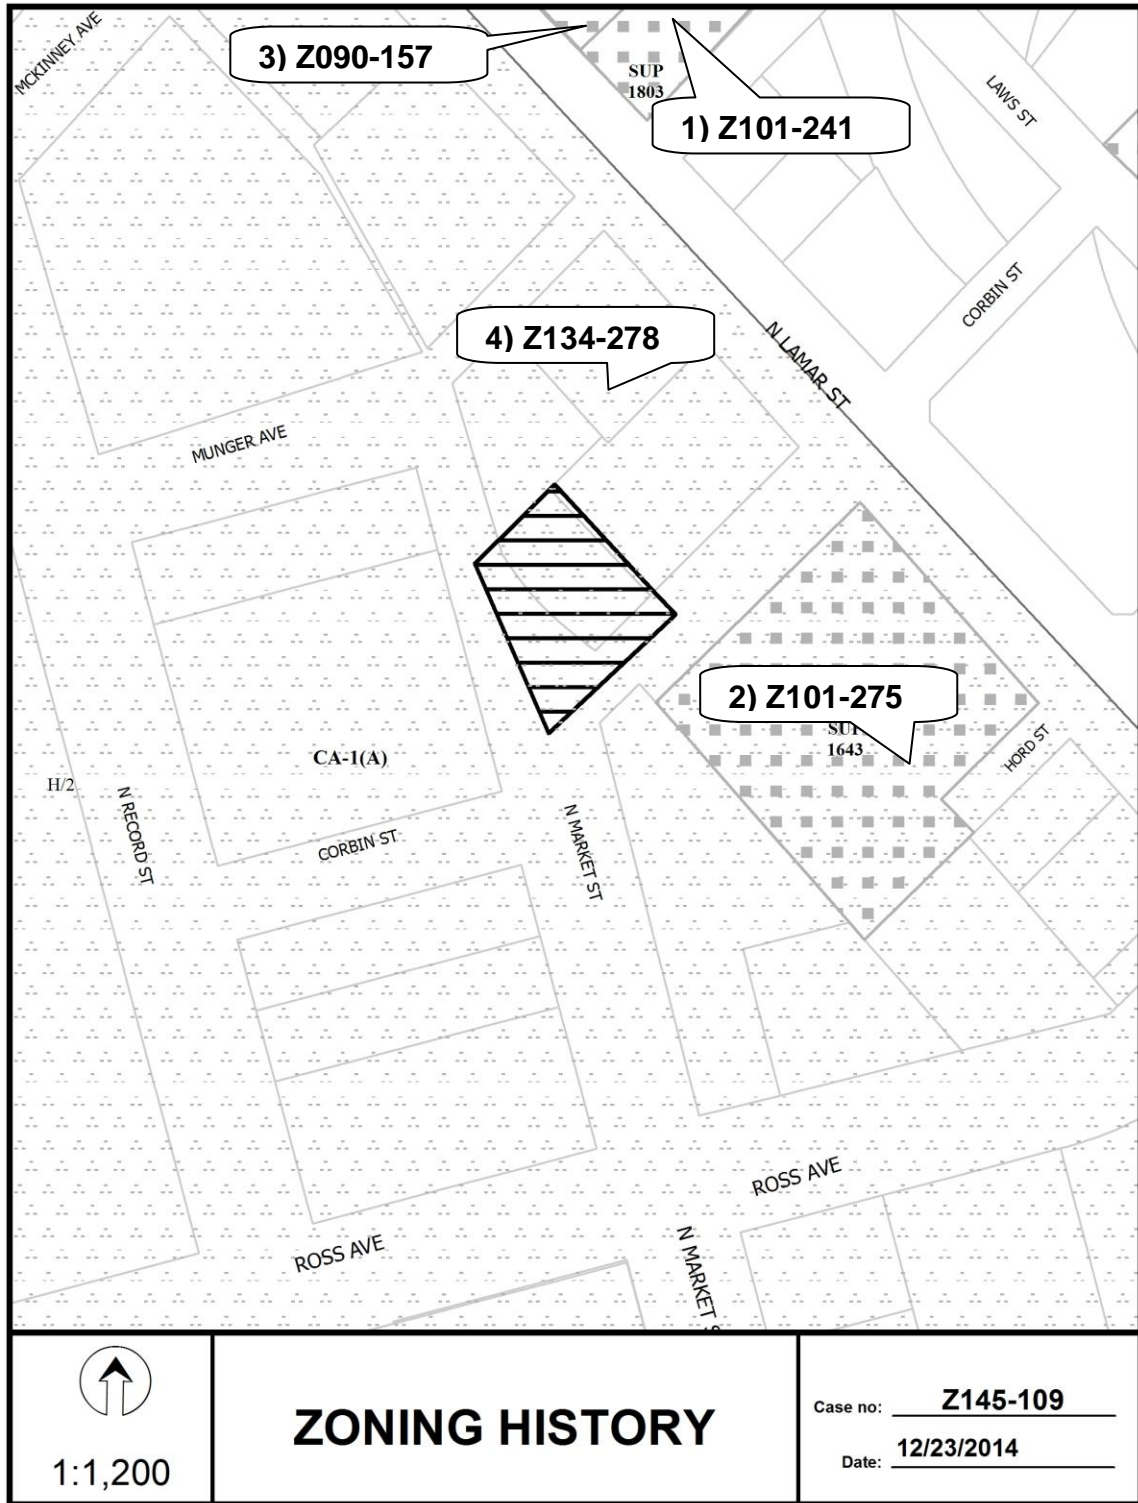 MCKINNEY AVE
3) Z090-157
SUP
1803
1) Z101-241
LAWS ST
CORBIN ST
4) Z134-278
N LAMAR ST
MUNGER AVE
2) Z101-275
SUP
1643
HORD ST
CA-1(A)
H/2
N RECORD ST
CORBIN ST
N MARKET ST
ROSS AVE
ROSS AVE
N MARKET S
1:1,200
ZONING HISTORY
Case no: Z145-109
Date: 12/23/2014